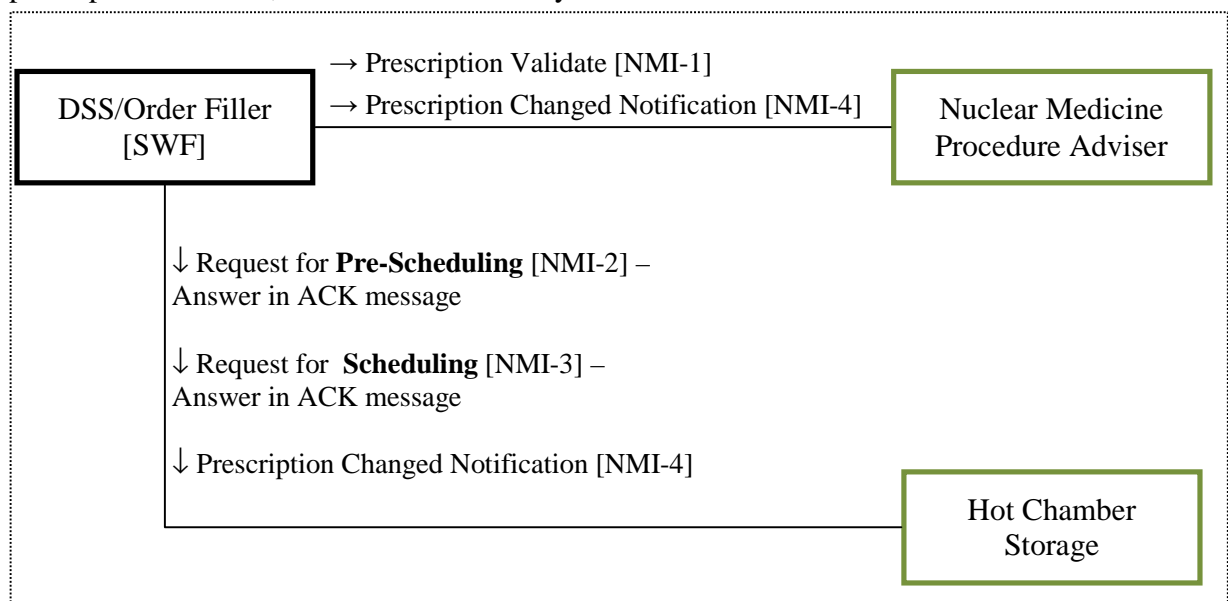 → Prescription Validate [NMI-1]
→ Prescription Changed Notification [NMI-4]
DSS/Order Filler
[SWF]
Nuclear Medicine
Procedure Adviser
↓ Request for Pre-Scheduling [NMI-2] –
Answer in ACK message
↓ Request for Scheduling [NMI-3] –
Answer in ACK message
↓ Prescription Changed Notification [NMI-4]
Hot Chamber
Storage